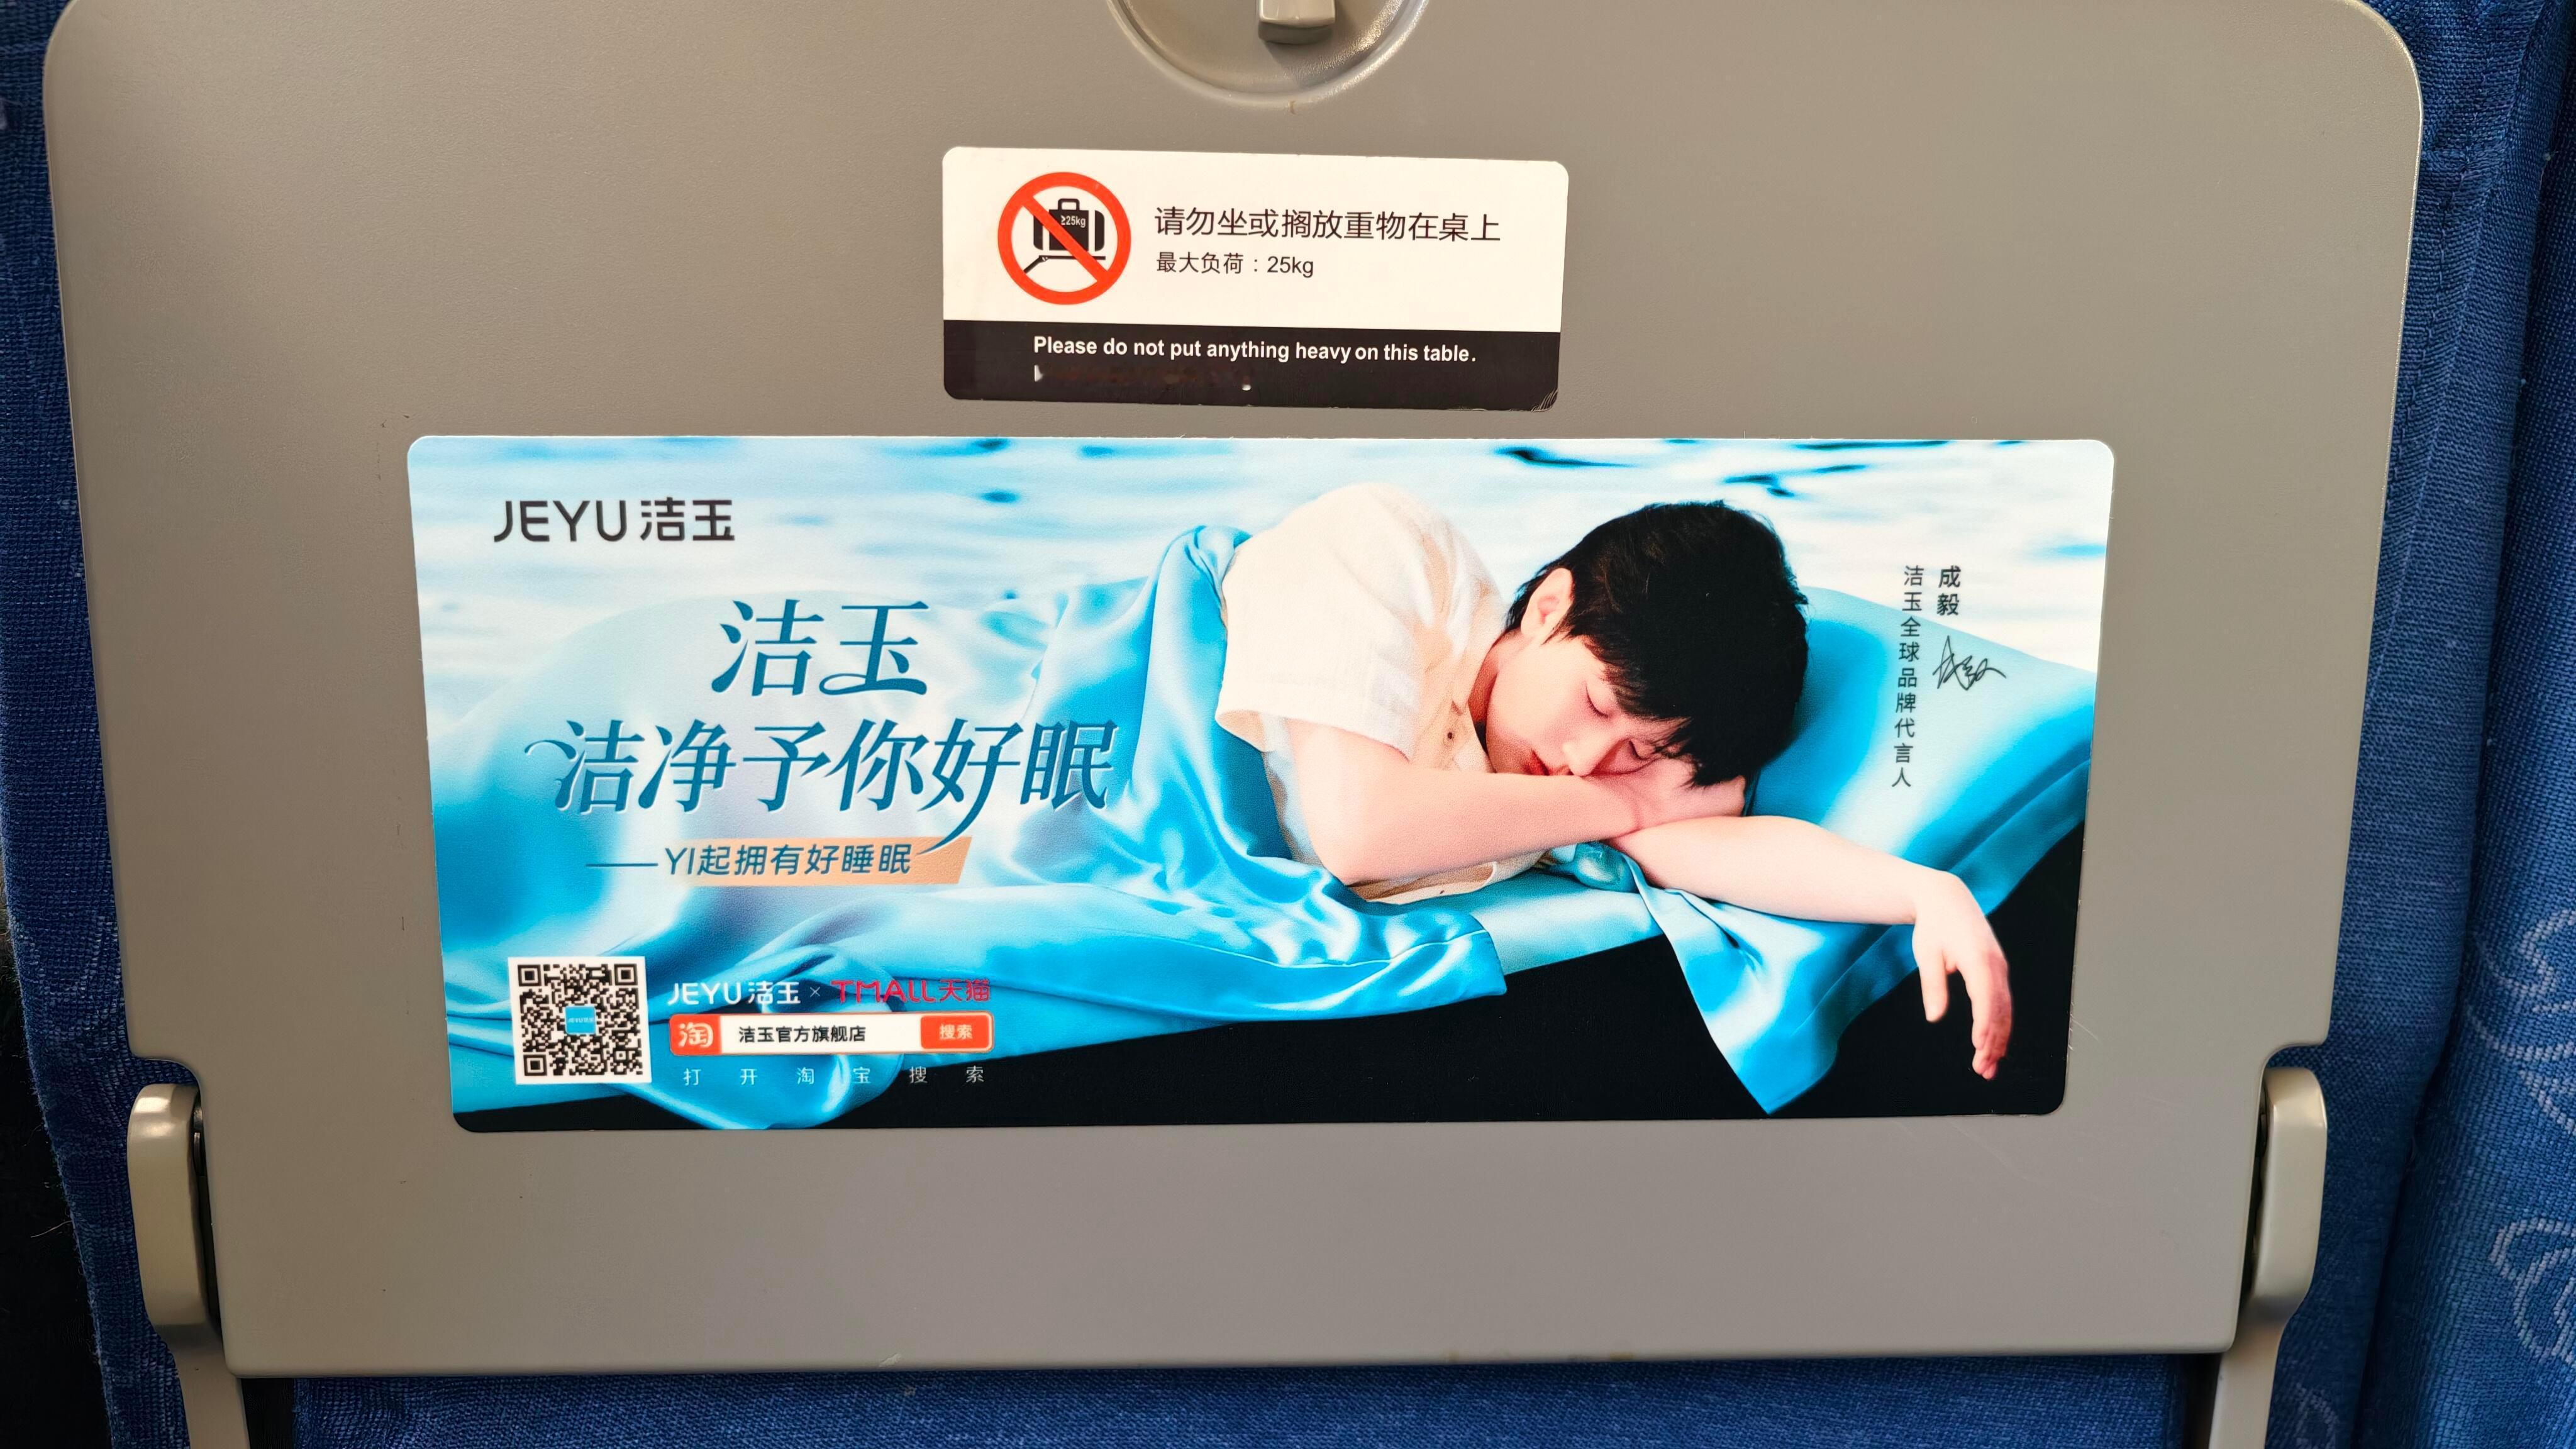 ≥25kg
请勿坐或搁放重物在桌上
最大负荷：25kg
Please do not put anything heavy on this table.
JEYU洁玉
洁玉
洁净予你好眠
——YI起拥有好睡眠
成毅
洁玉全球品牌代言人
JEYU洁玉×TMALL天猫
淘 洁玉官方旗舰店 搜索
打开淘宝搜索